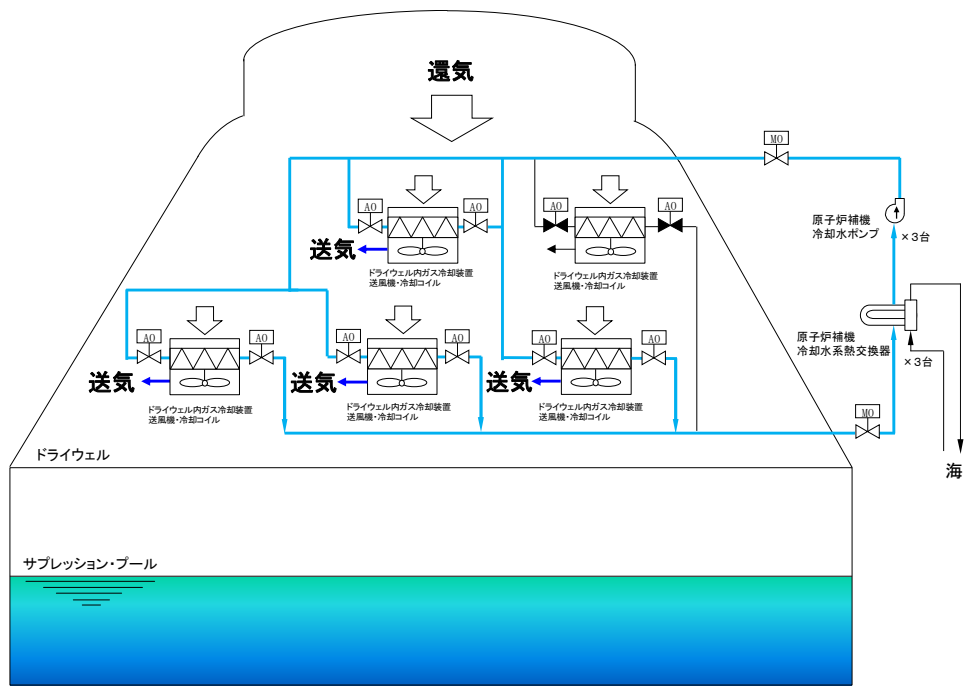 還気
MO
AO
AO
AO
AO
原子炉補機
冷却水ポンプ
×3台
送気
ドライウェル内ガス冷却装置
送風機・冷却コイル
ドライウェル内ガス冷却装置
送風機・冷却コイル
AO
AO
AO
AO
AO
AO
原子炉補機
冷却水系熱交換器
×3台
送気
送気
送気
ドライウェル内ガス冷却装置
送風機・冷却コイル
ドライウェル内ガス冷却装置
送風機・冷却コイル
ドライウェル内ガス冷却装置
送風機・冷却コイル
MO
ドライウェル
海
サプレッション・プール